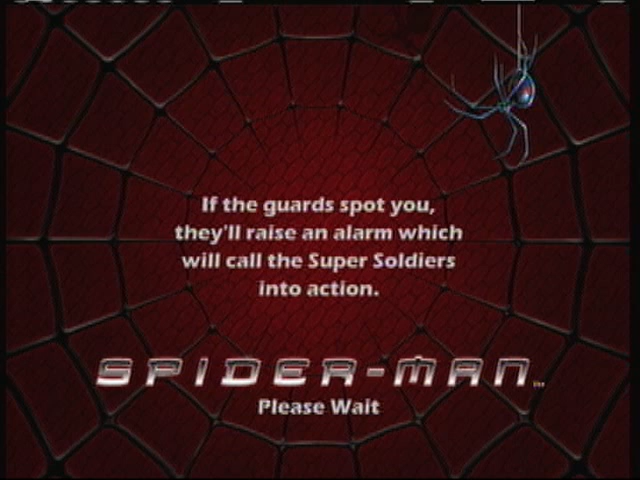 If the guards spot you,
they'll raise an alarm which
will call the Super Soldiers
into action.
SPIDER-MAN™
Please Wait